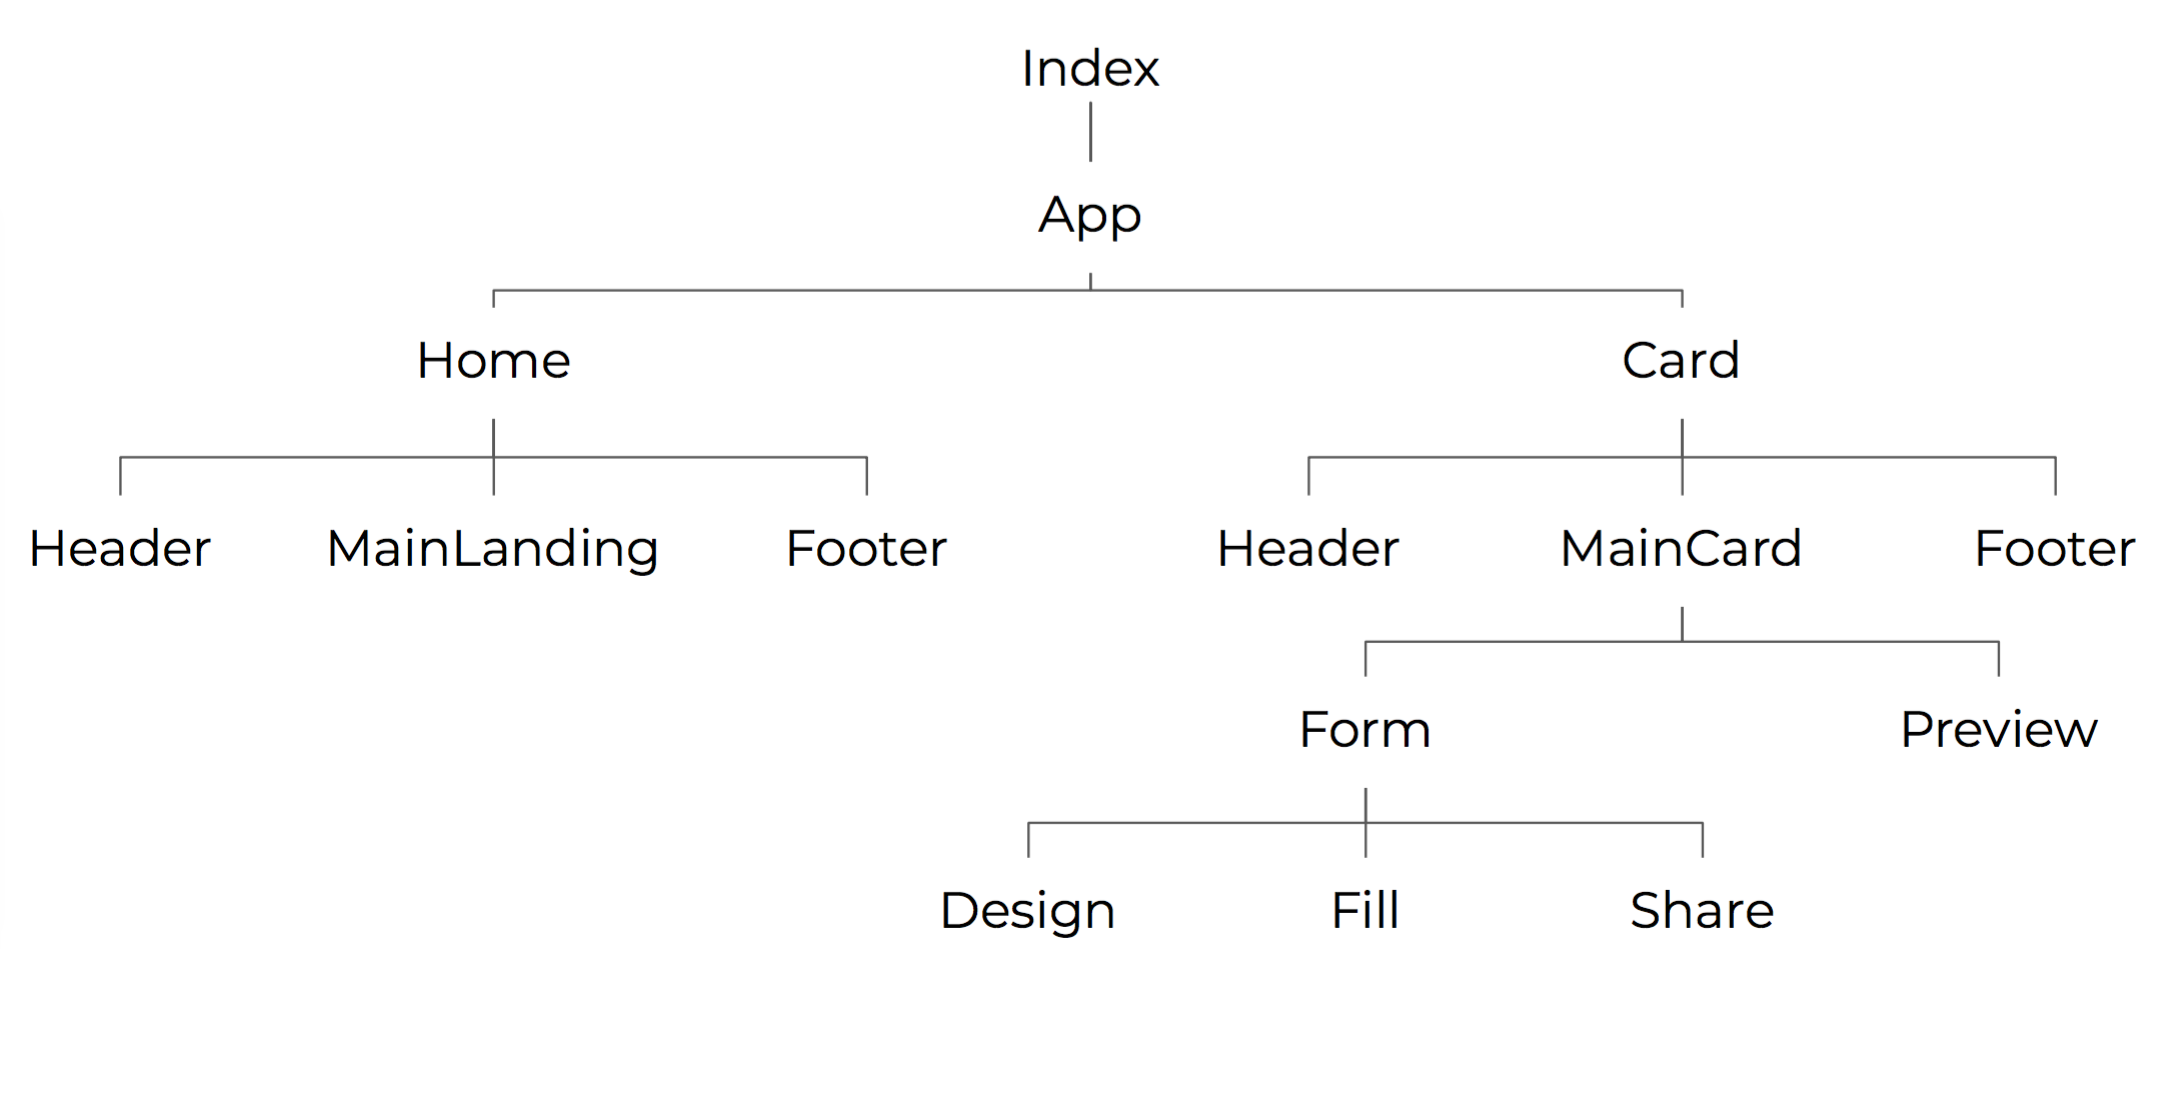 Index
App
Home Card
Header MainLanding Footer Header MainCard Footer
Form Preview
Design Fill Share